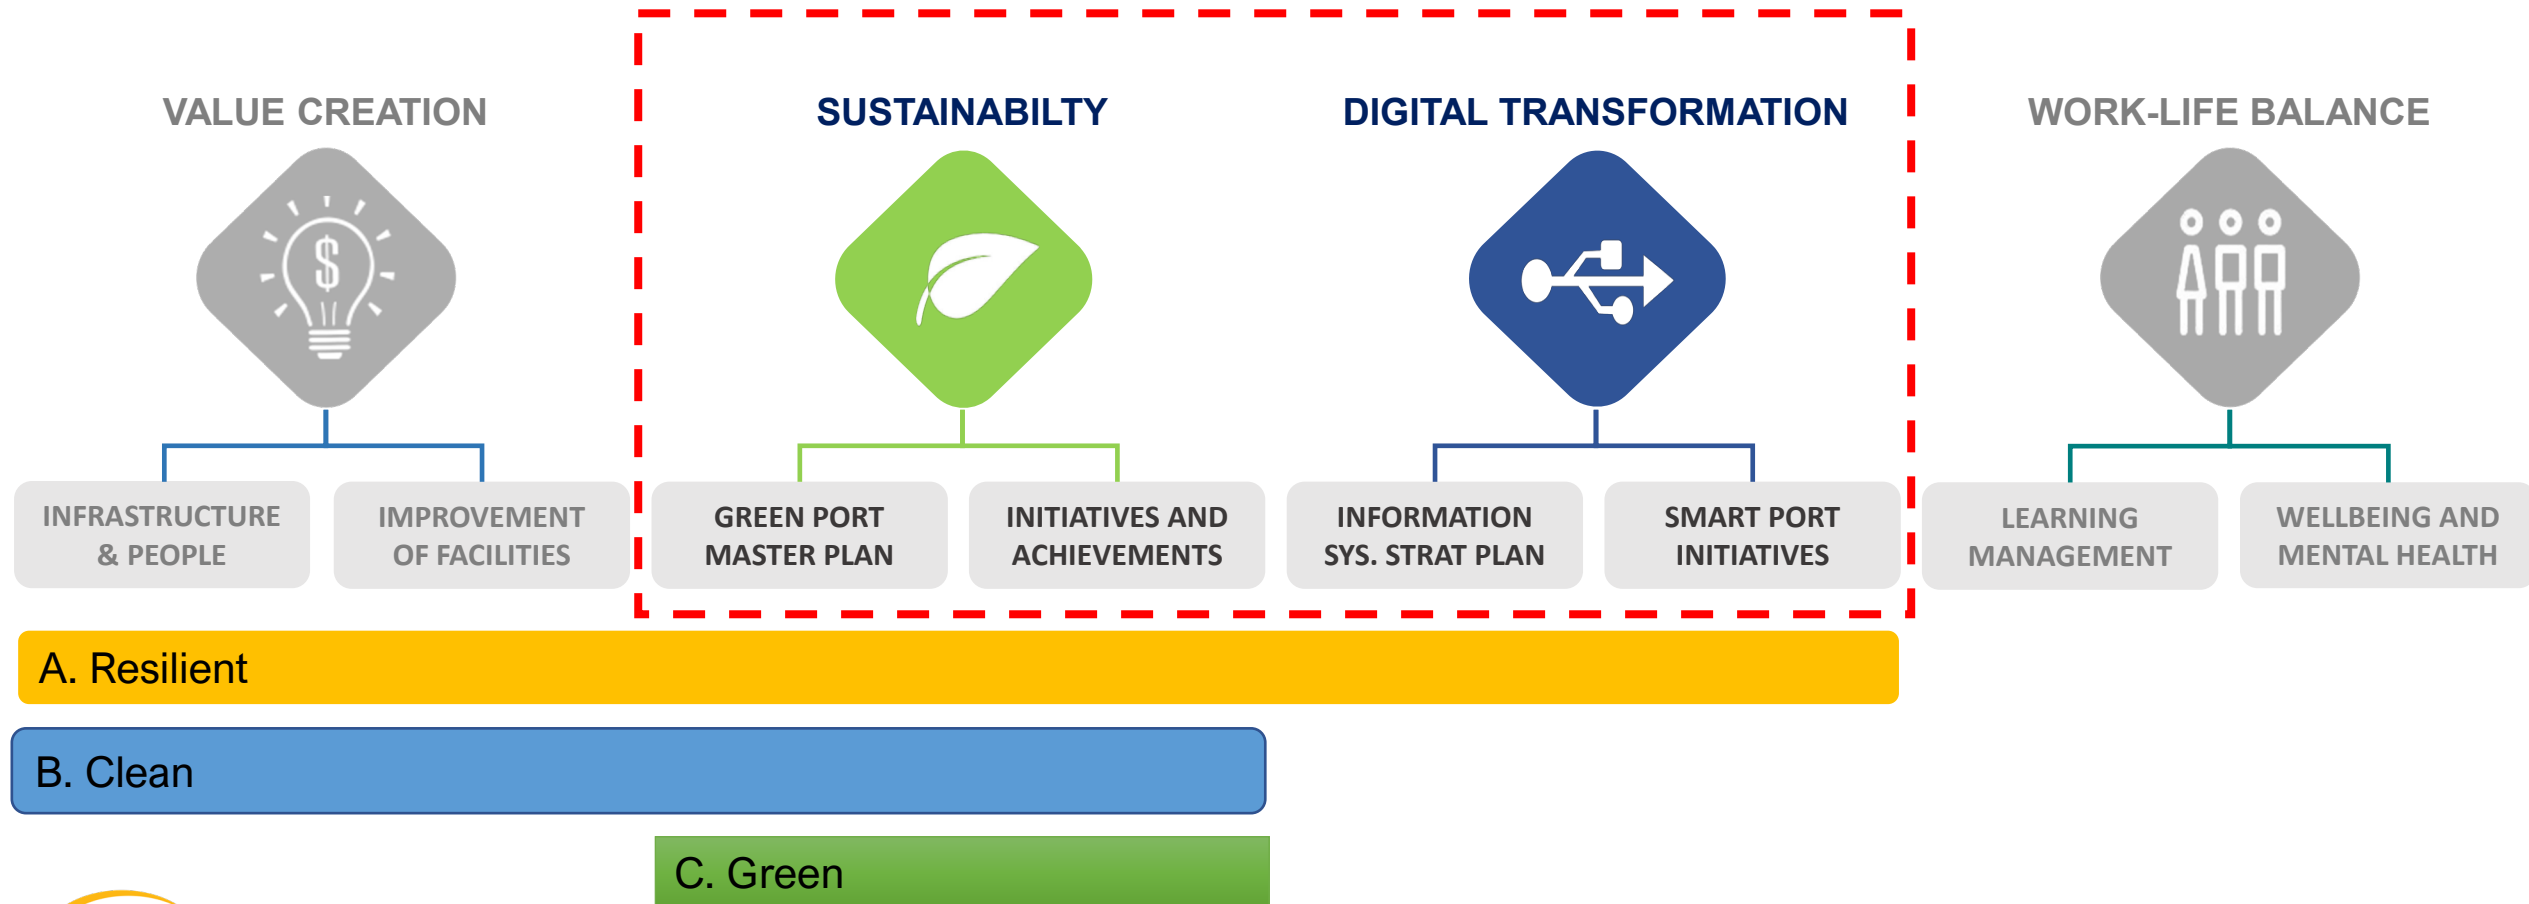 VALUE CREATION
SUSTAINABILTY
DIGITAL TRANSFORMATION
WORK-LIFE BALANCE
$
INFRASTRUCTURE
& PEOPLE
IMPROVEMENT
OF FACILITIES
GREEN PORT
MASTER PLAN
INITIATIVES AND
ACHIEVEMENTS
INFORMATION
SYS. STRAT PLAN
SMART PORT
INITIATIVES
LEARNING
MANAGEMENT
WELLBEING AND
MENTAL HEALTH
A. Resilient
B. Clean
C. Green